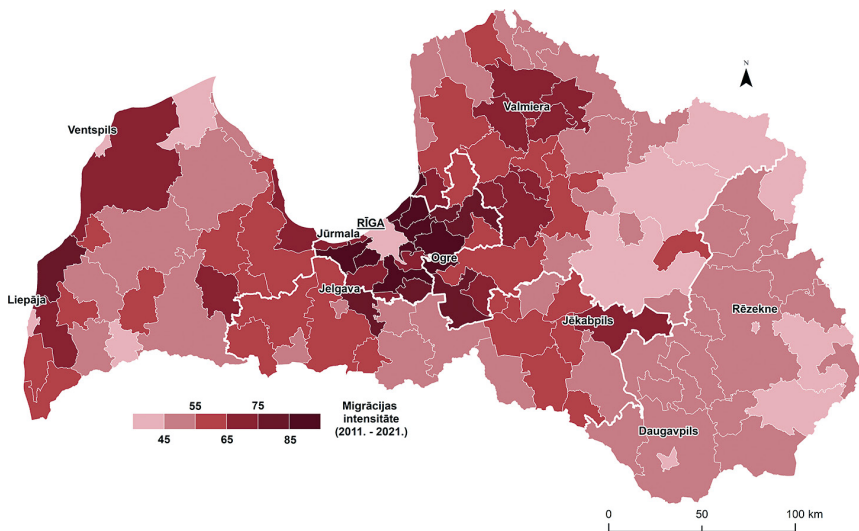 N
Valmiera
Ventspils
RĪGA
Jūrmala
Ogre
Jelgava
Liepāja
Jēkabpils
Rēzekne
Daugavpils
55 75
45 65 85
Migrācijas
intensitāte
(2011. - 2021.)
0 50 100 km